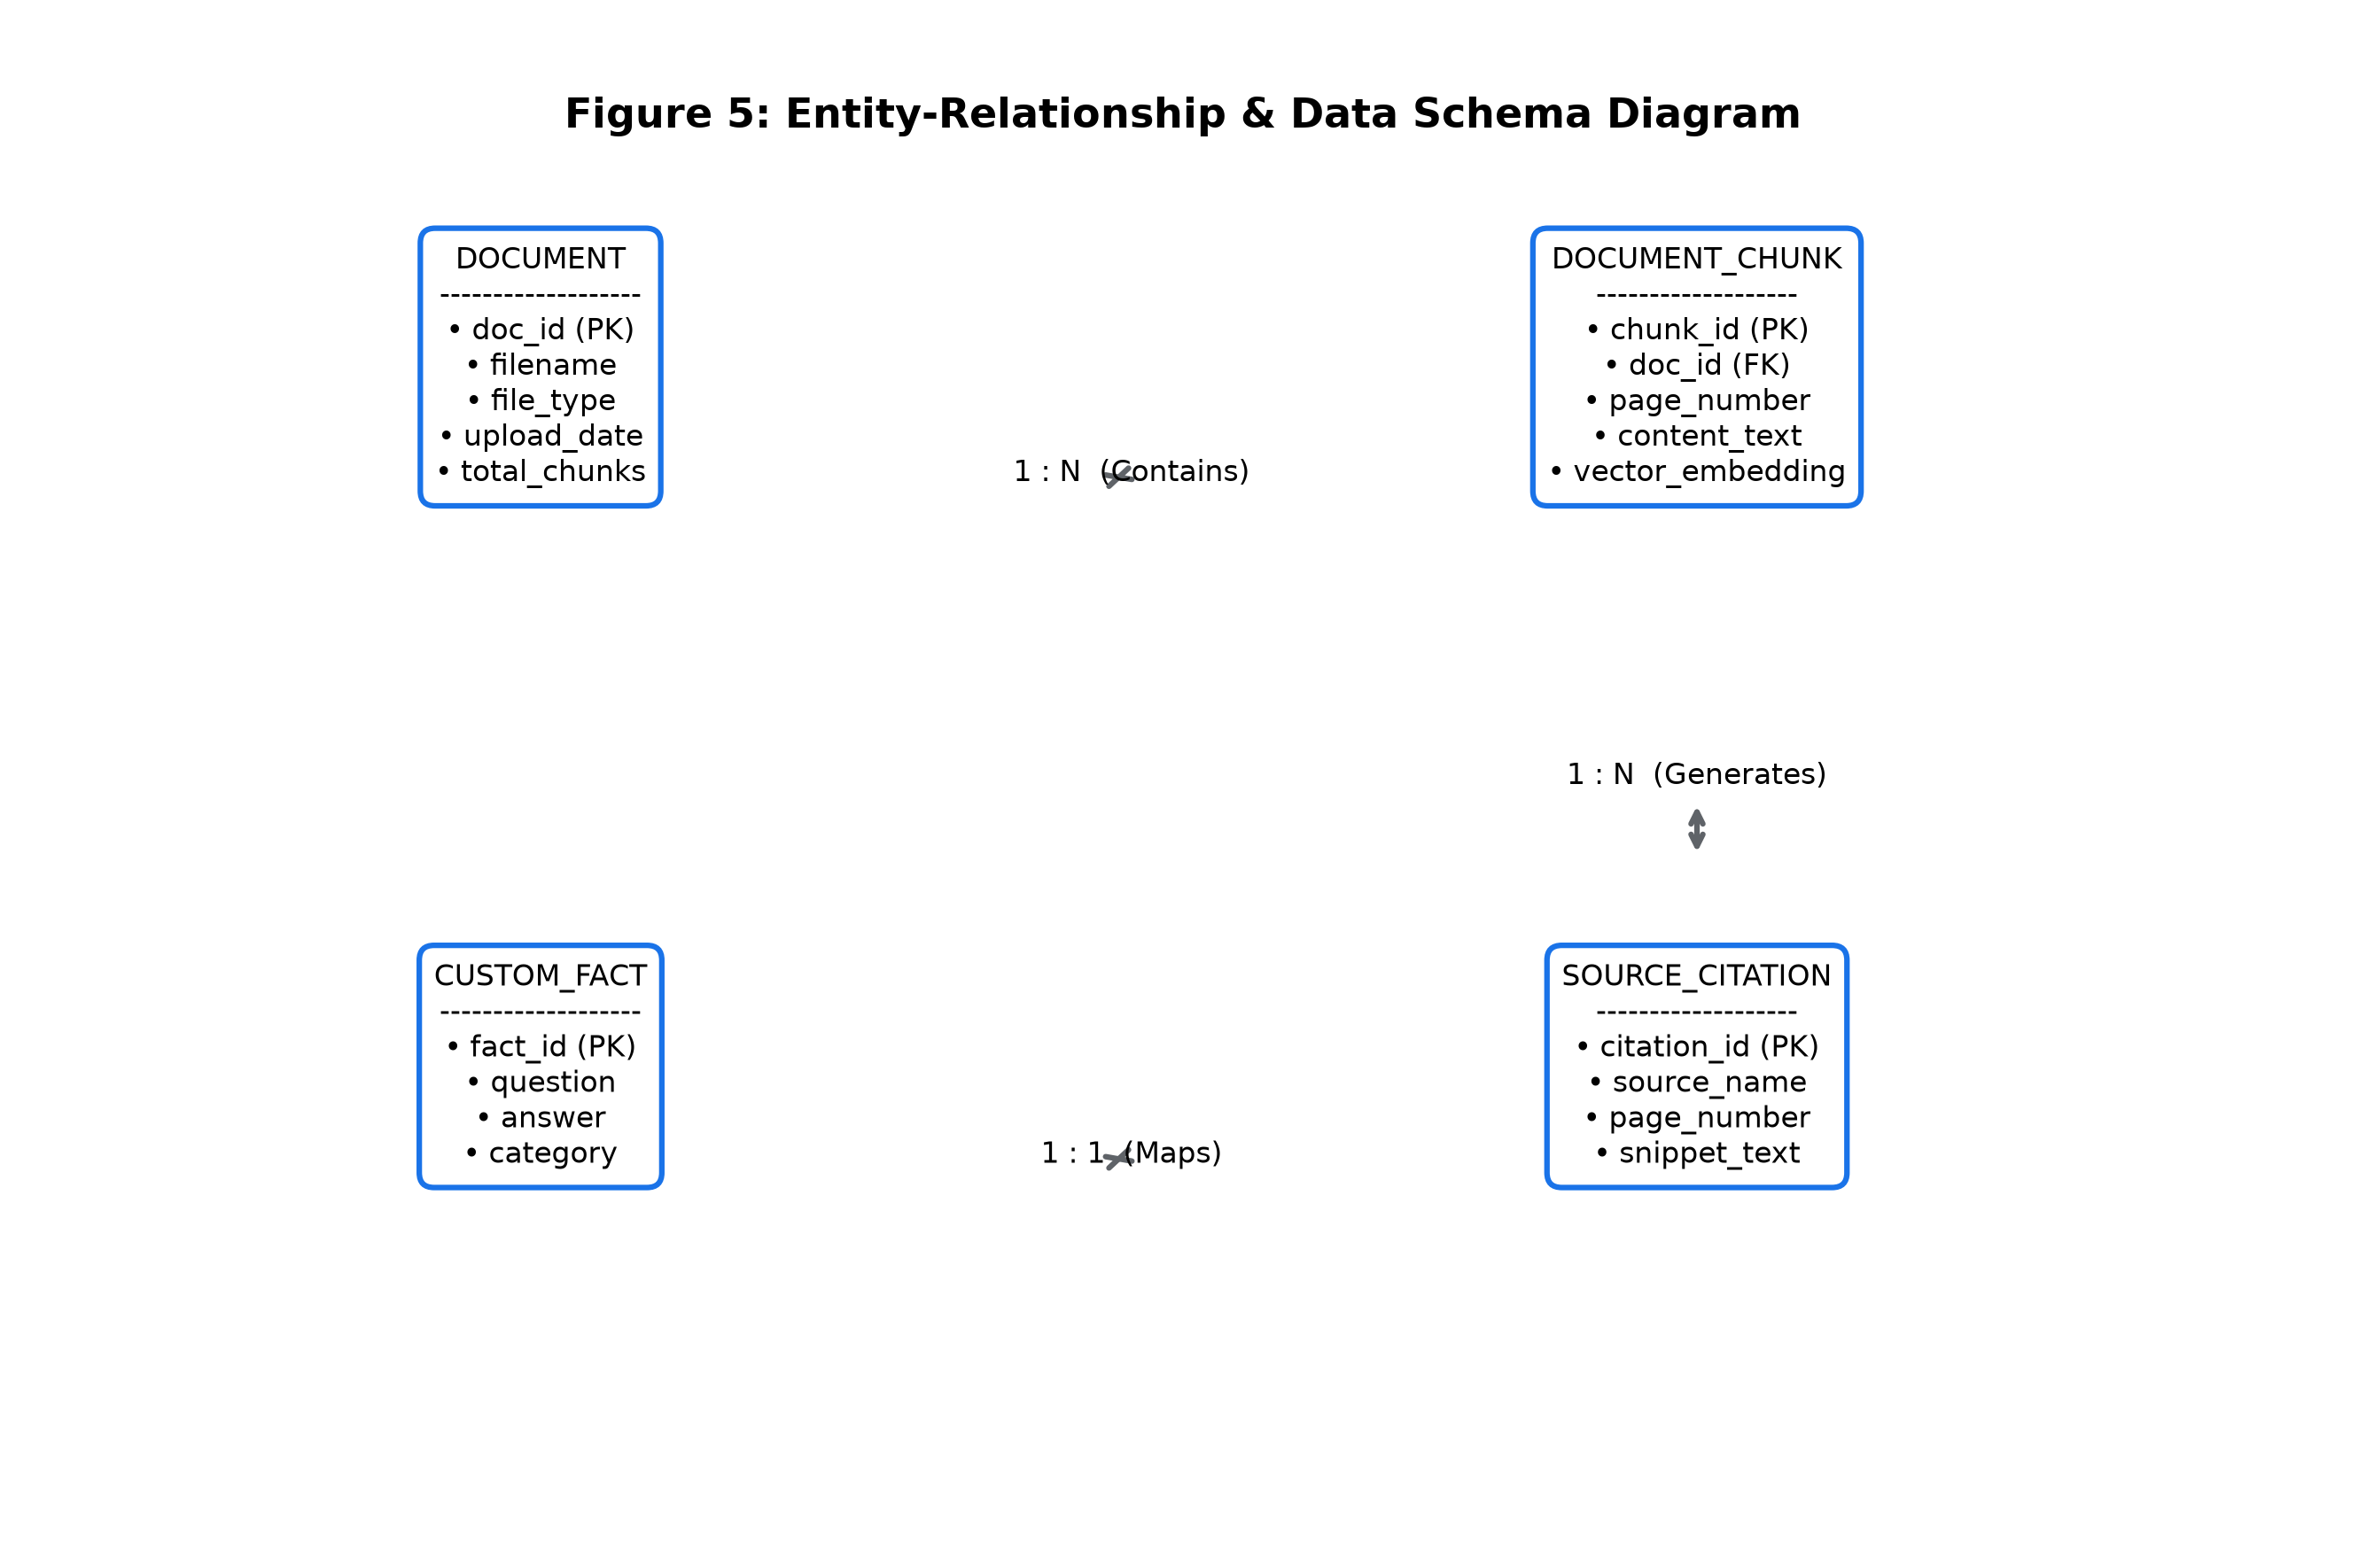 Figure 5: Entity-Relationship & Data Schema Diagram
DOCUMENT
-------------------
• doc_id (PK)
• filename
• file_type
• upload_date
• total_chunks
1 : N  (Contains)
DOCUMENT_CHUNK
-------------------
• chunk_id (PK)
• doc_id (FK)
• page_number
• content_text
• vector_embedding
1 : N  (Generates)
CUSTOM_FACT
-------------------
• fact_id (PK)
• question
• answer
• category
1 : 1  (Maps)
SOURCE_CITATION
-------------------
• citation_id (PK)
• source_name
• page_number
• snippet_text